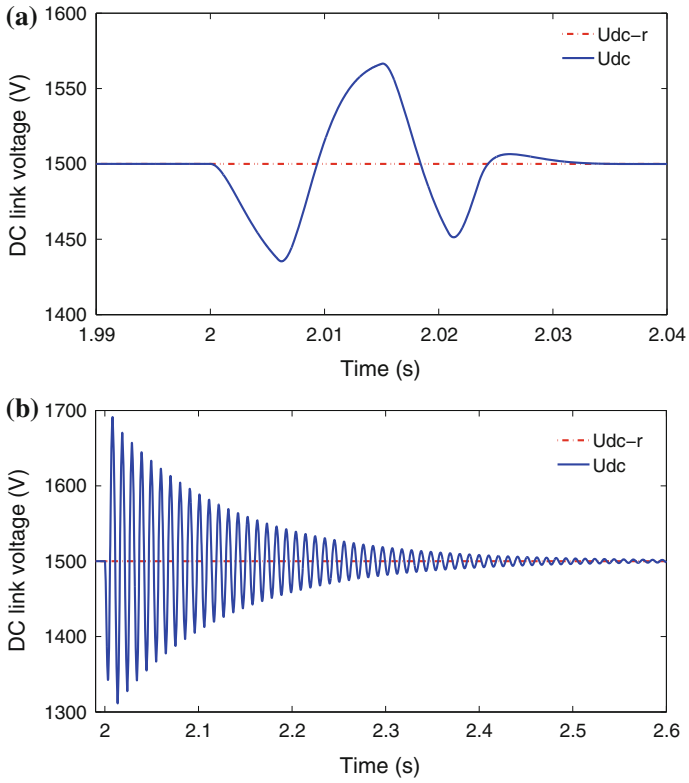 (a)
1600
1550
1500
1450
1400
DC link voltage (V)
Udc-r
Udc
1.99
2
2.01
2.02
2.03
2.04
Time (s)
(b)
1700
1600
1500
1400
1300
DC link voltage (V)
Udc-r
Udc
2
2.1
2.2
2.3
2.4
2.5
2.6
Time (s)